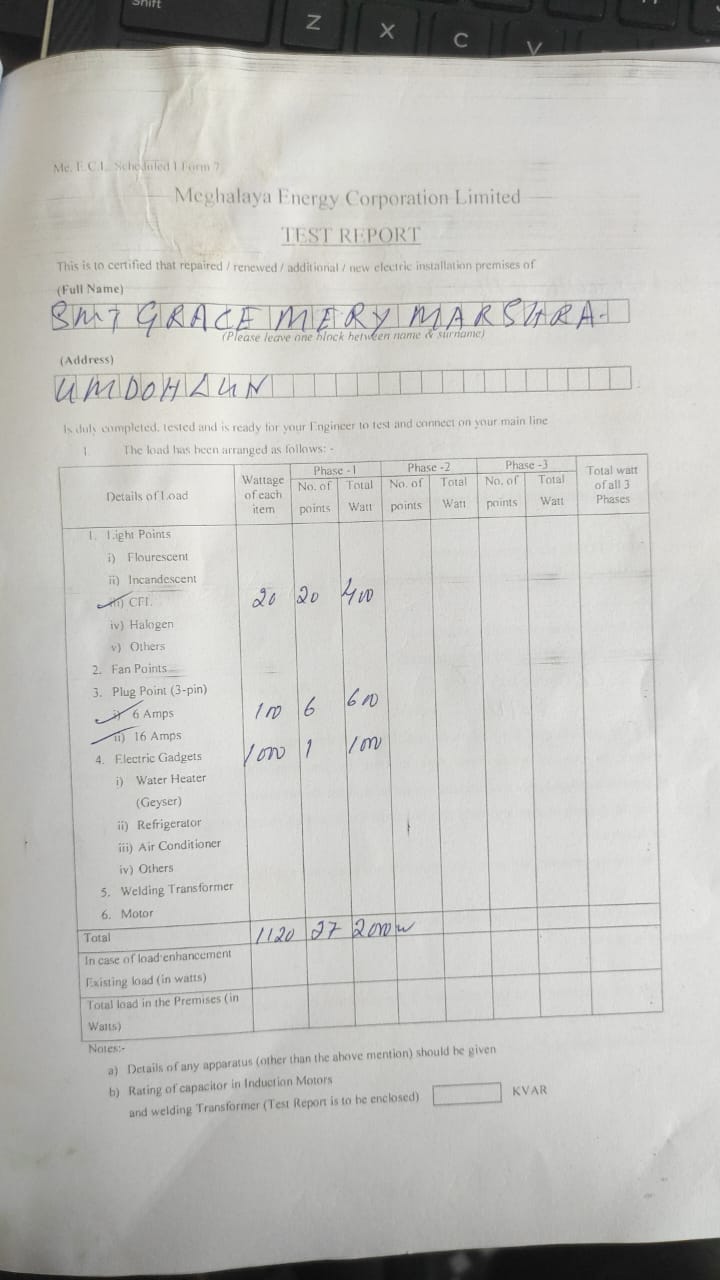 Shift
Z X C V
Me. E.C.L. Scheduled 1 Form 7
Meghalaya Energy Corporation Limited
TEST REPORT
This is to certified that repaired / renewed / additional / new electric installation premises of
(Full Name)
SMT GRACE MERY MARSHRA.
(Please leave one block between name & surname)
(Address)
UMDOHLUN
Is duly completed, tested and is ready for your Engineer to test and connect on your main line
1. The load has been arranged as follows: -
Details of Load Wattage of each item Phase -1 Phase -2 Phase -3 Total watt of all 3 Phases
No. of points Total Watt No. of points Total Watt No. of points Total Watt
1. Light Points
i) Flourescent
ii) Incandescent
iii) CFL 20 20 400
iv) Halogen
v) Others
2. Fan Points
3. Plug Point (3-pin)
i) 6 Amps 100 6 600
ii) 16 Amps 1000 1 1000
4. Electric Gadgets
i) Water Heater
(Geyser)
ii) Refrigerator
iii) Air Conditioner
iv) Others
5. Welding Transformer
6. Motor
Total 1120 27 2000w
In case of load enhancement
Existing load (in watts)
Total load in the Premises (in
Watts)
Notes:-
a) Details of any apparatus (other than the above mention) should be given
b) Rating of capacitor in Induction Motors
and welding Transformer (Test Report is to be enclosed) KVAR